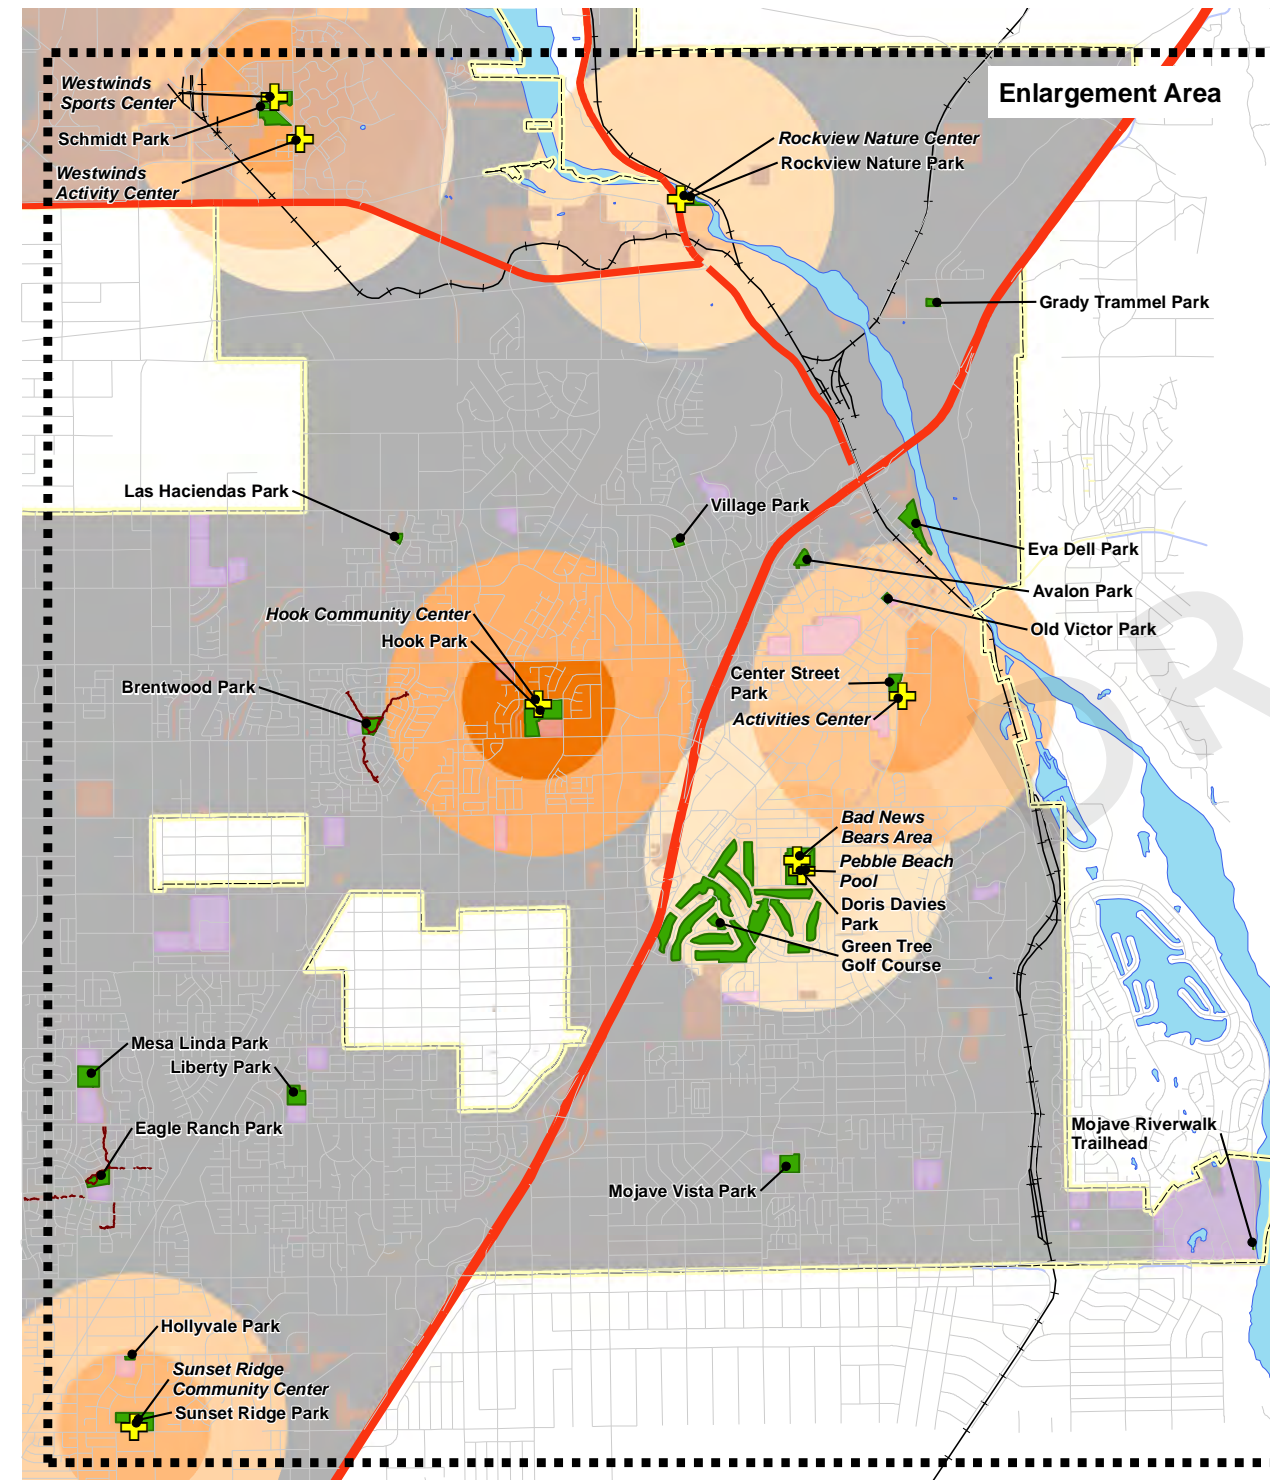 Enlargement Area
Westwinds
Sports Center
Schmidt Park
Westwinds
Activity Center
Rockview Nature Center
Rockview Nature Park
Grady Trammel Park
Las Haciendas Park
Village Park
Eva Dell Park
Avalon Park
Old Victor Park
Hook Community Center
Hook Park
Brentwood Park
Center Street
Park
Activities Center
Bad News
Bears Area
Pebble Beach
Pool
Doris Davies
Park
Green Tree
Golf Course
Mesa Linda Park
Liberty Park
Eagle Ranch Park
Mojave Riverwalk
Trailhead
Mojave Vista Park
Hollyvale Park
Sunset Ridge
Community Center
Sunset Ridge Park
DR